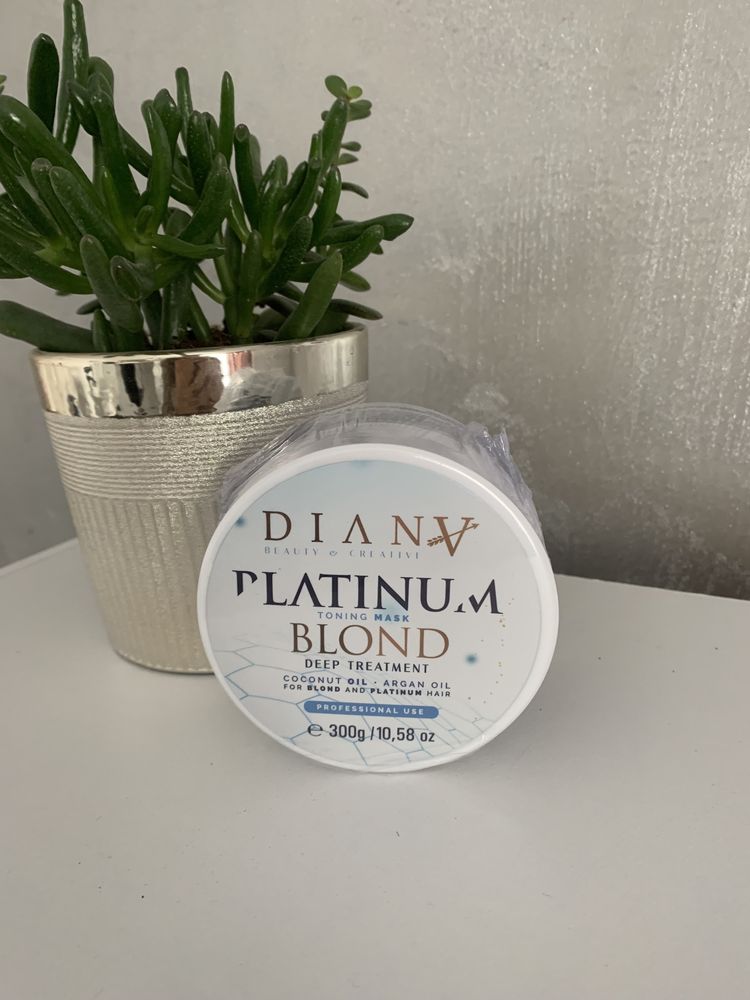 DIANA
BEAUTY & CREATIVE
PLATINUM
TONING MASK
BLOND
DEEP TREATMENT
COCONUT OIL · ARGAN OIL
FOR BLOND AND PLATINUM HAIR
PROFESSIONAL USE
℮ 300g / 10,58 oz